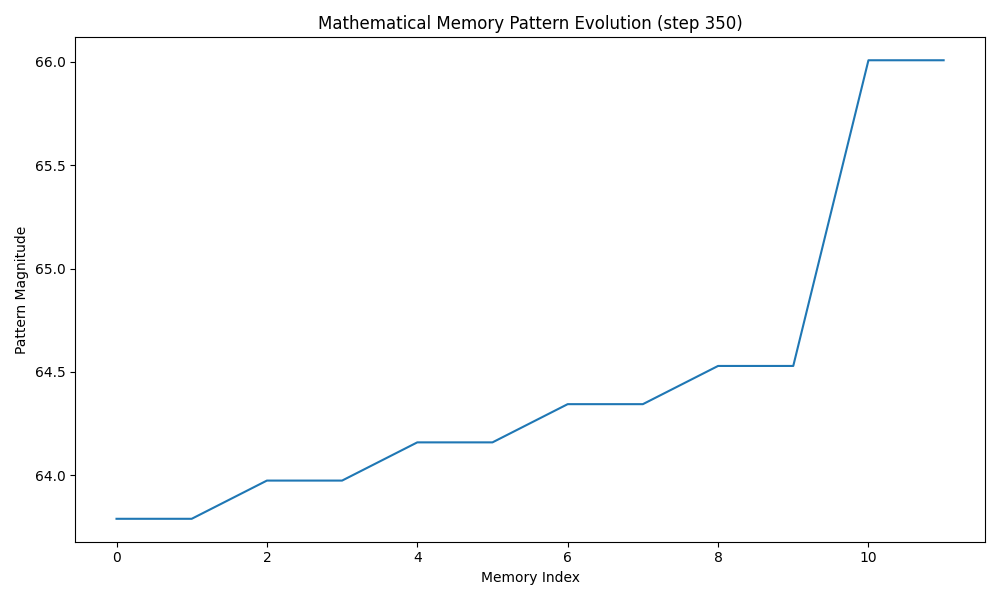 Mathematical Memory Pattern Evolution (step 350)
66.0
65.5
65.0
64.5
64.0
Pattern Magnitude
0 2 4 6 8 10
Memory Index